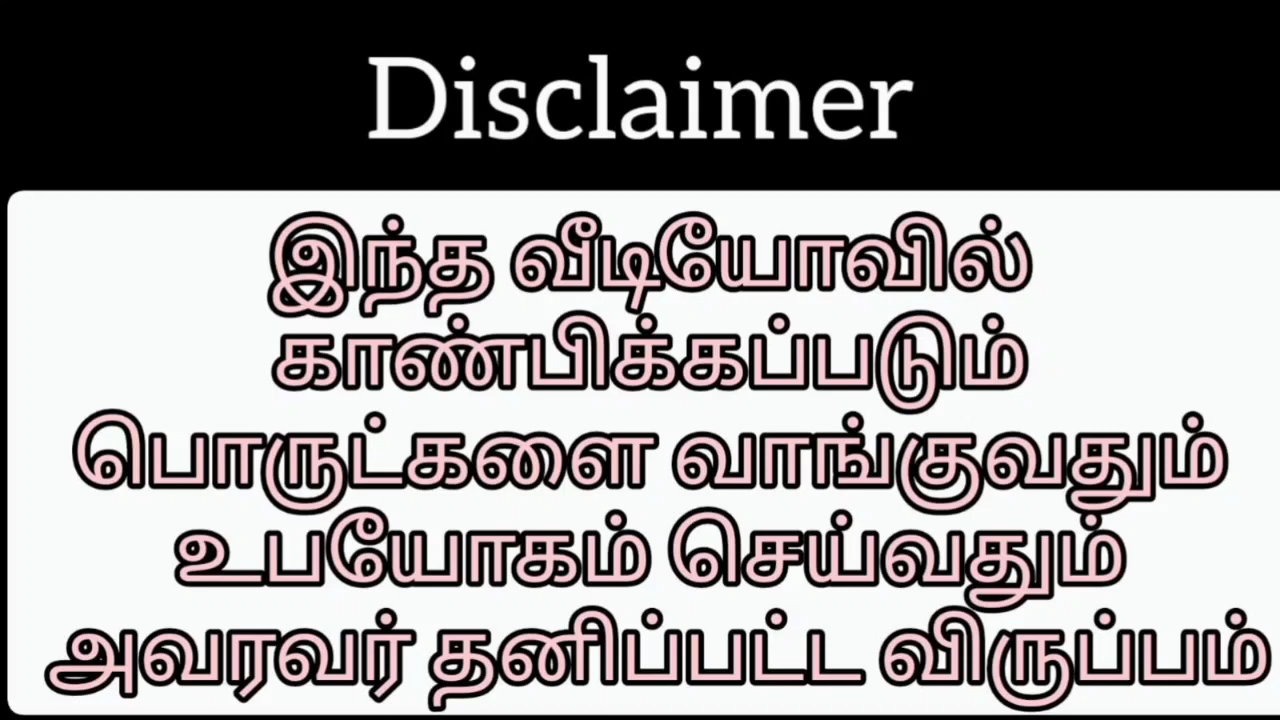 Disclaimer
இந்த வீடியோவில்
காண்பிக்கப்படும்
பொருட்களை வாங்குவதும்
உபயோகம் செய்வதும்
அவரவர் தனிப்பட்ட விருப்பம்